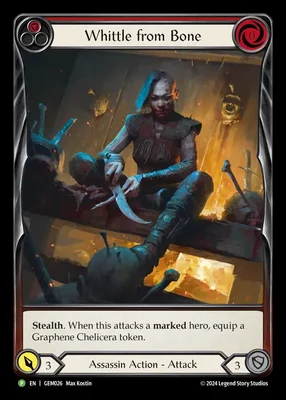 Whittle from Bone
Stealth. When this attacks a marked hero, equip a
Graphene Chelicera token.
3 Assassin Action - Attack 3
P EN | GEM026 Max Kostin © 2024 Legend Story Studios